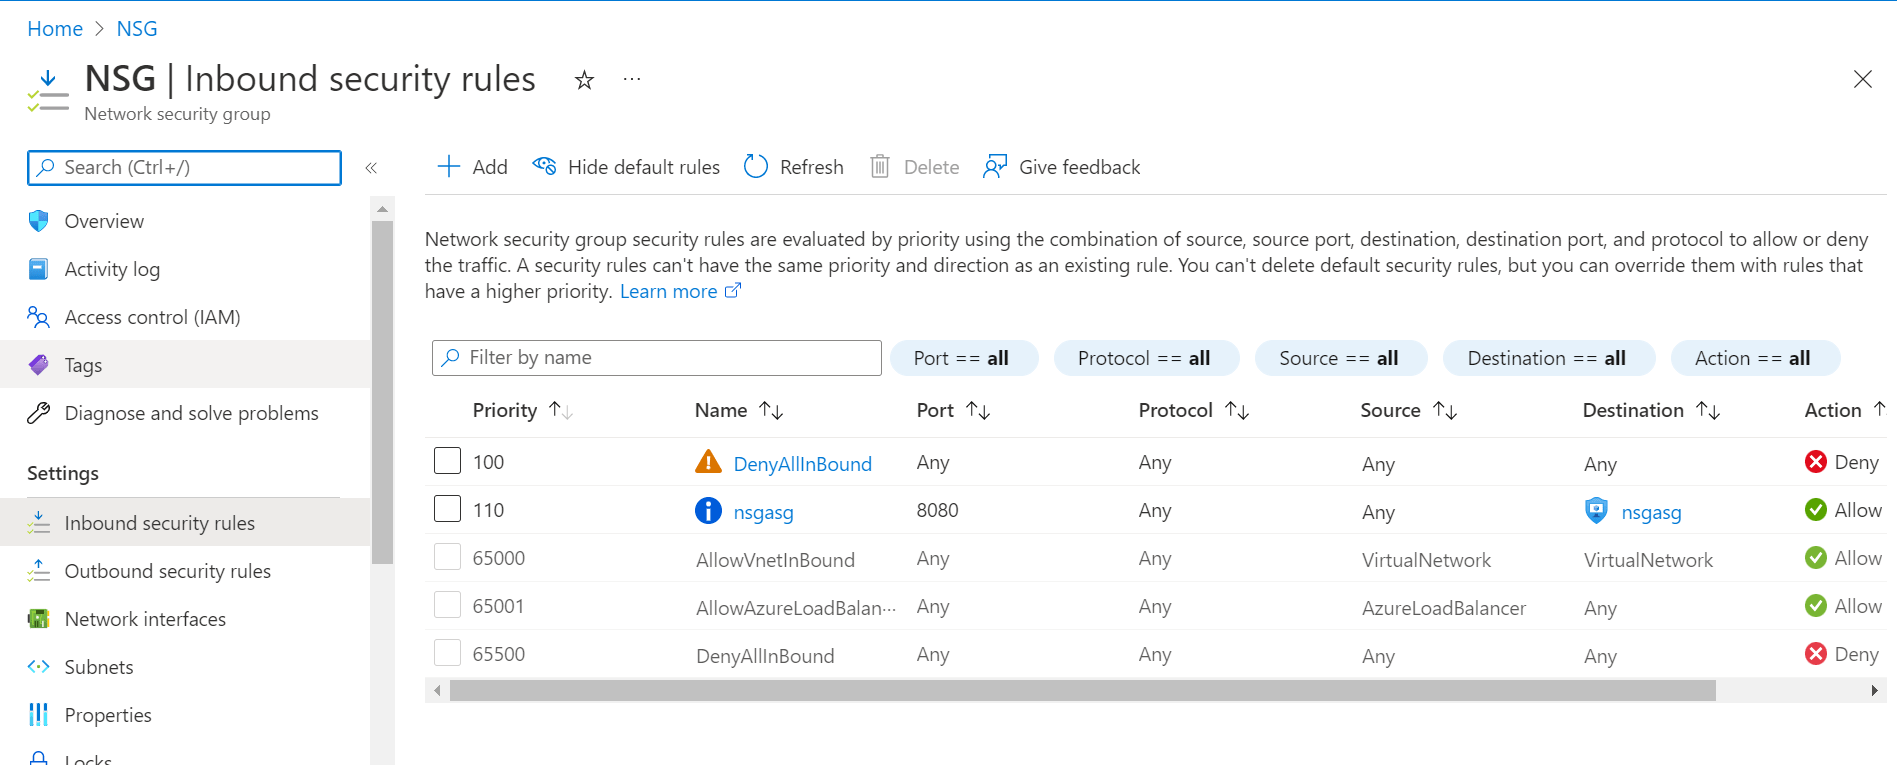 Home > NSG
NSG | Inbound security rules
Network security group
Search (Ctrl+/)
Overview
Activity log
Access control (IAM)
Tags
Diagnose and solve problems
Settings
Inbound security rules
Outbound security rules
Network interfaces
Subnets
Properties
Locks
Add Hide default rules Refresh Delete Give feedback
Network security group security rules are evaluated by priority using the combination of source, source port, destination, destination port, and protocol to allow or deny
the traffic. A security rules can't have the same priority and direction as an existing rule. You can't delete default security rules, but you can override them with rules that
have a higher priority. Learn more
Filter by name Port == all Protocol == all Source == all Destination == all Action == all
Priority Name Port Protocol Source Destination Action
100 DenyAllInBound Any Any Any Any Deny
110 nsgasg 8080 Any Any nsgasg Allow
65000 AllowVnetInBound Any Any VirtualNetwork VirtualNetwork Allow
65001 AllowAzureLoadBalan··· Any Any AzureLoadBalancer Any Allow
65500 DenyAllInBound Any Any Any Any Deny